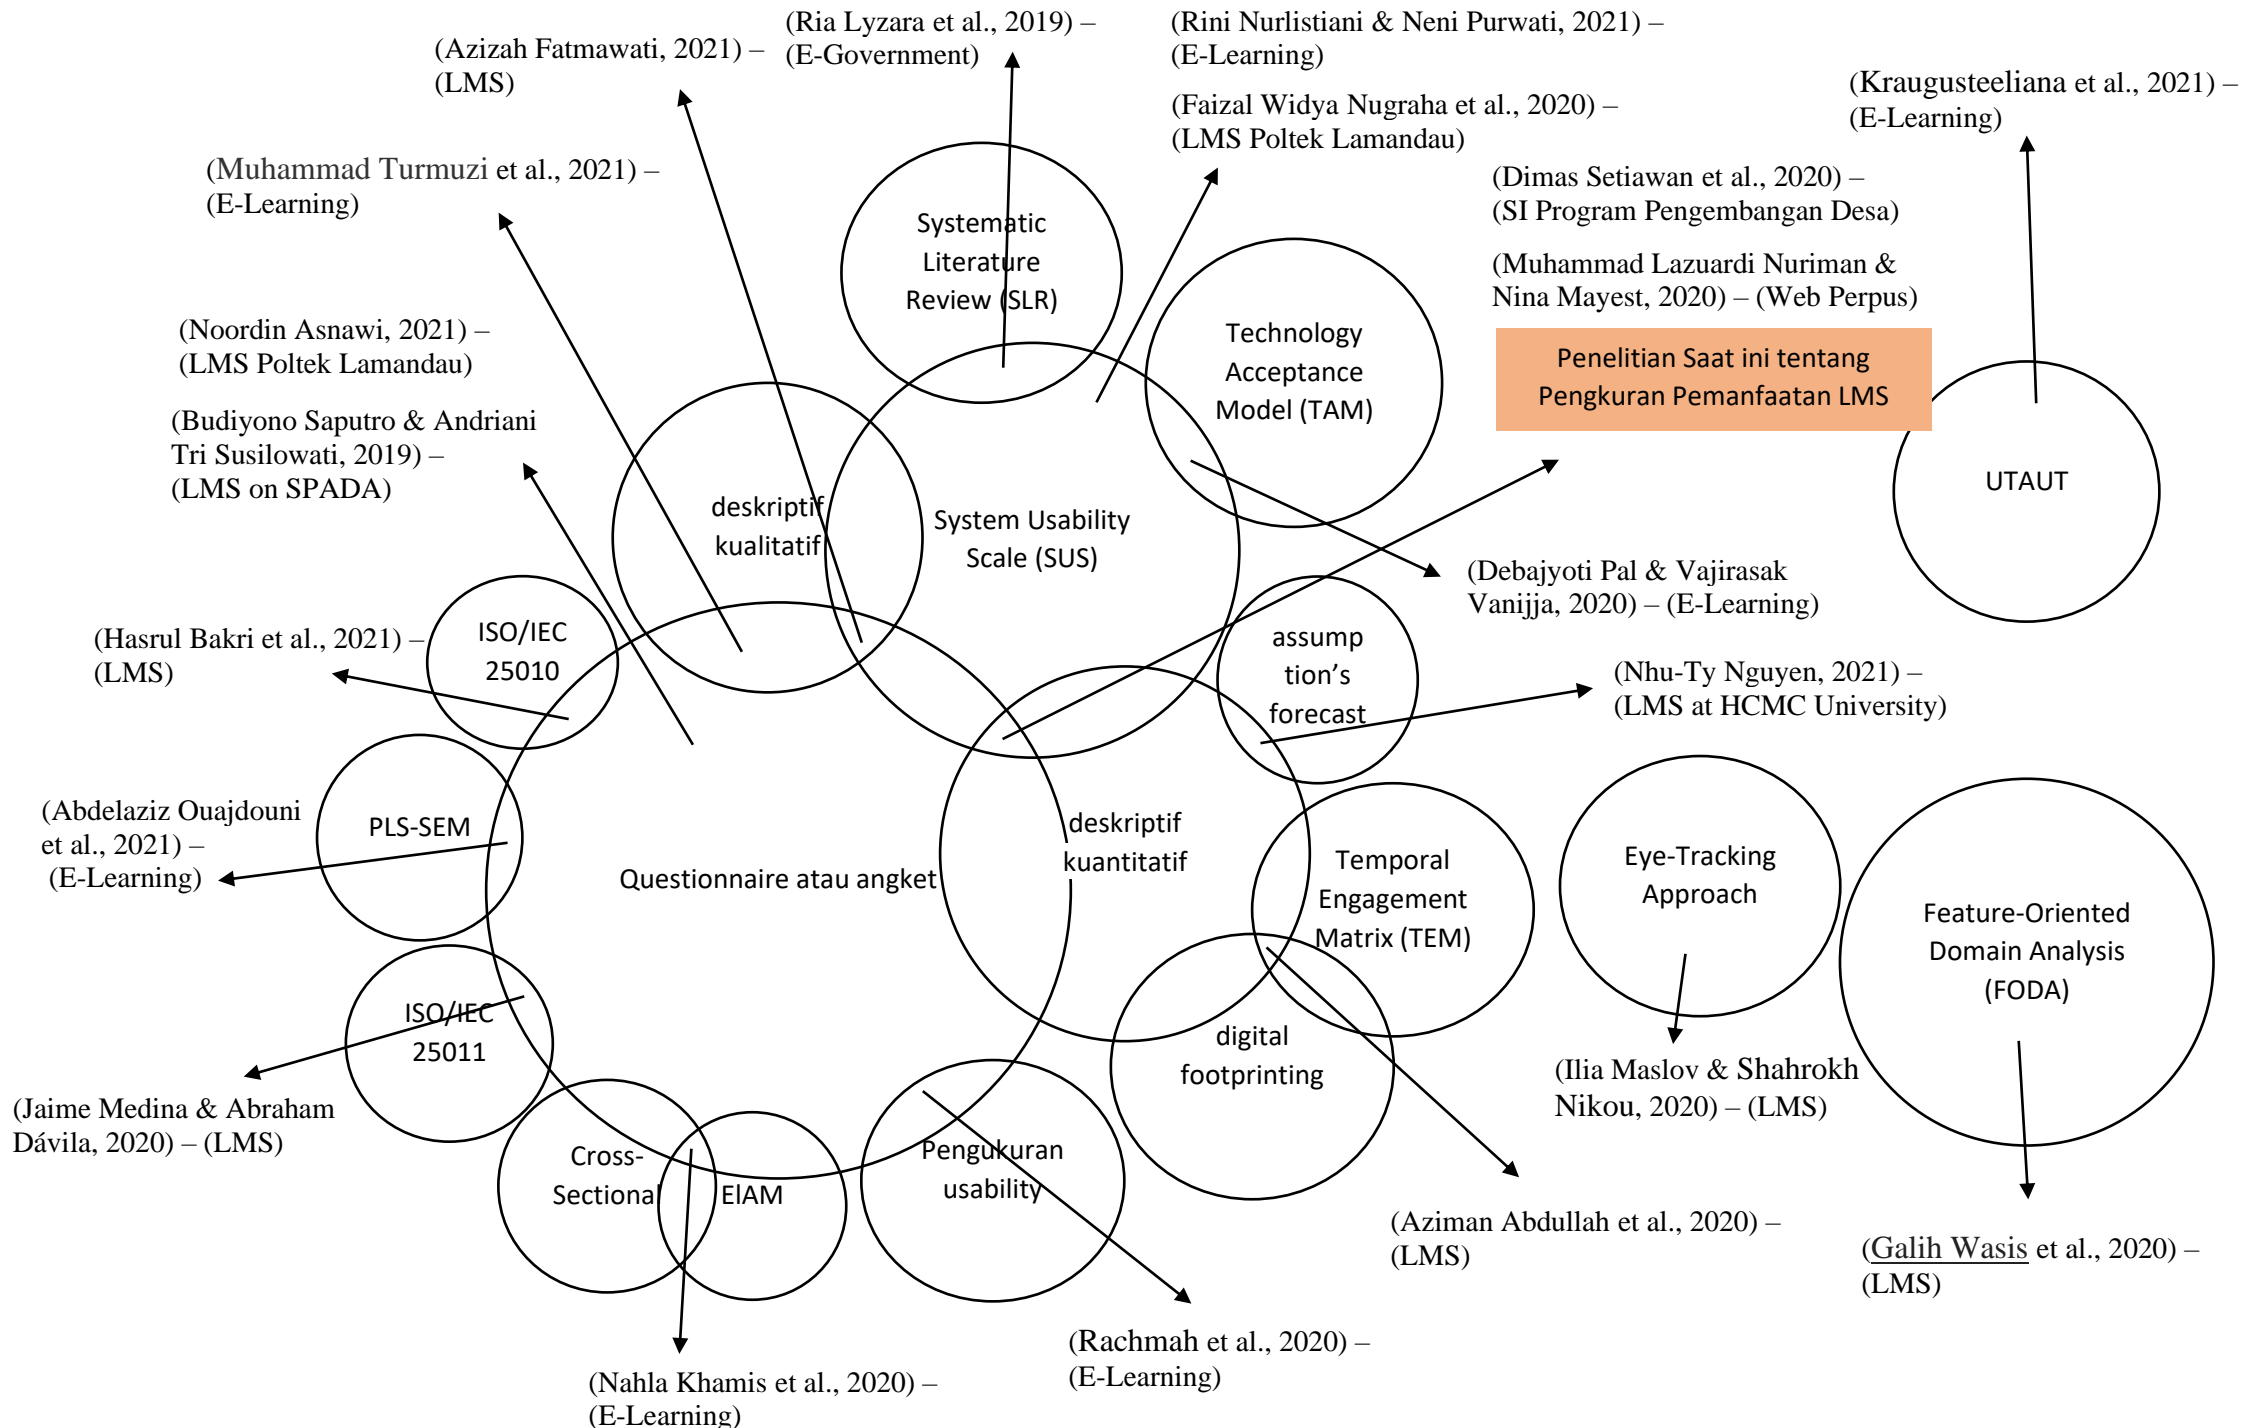 (Ria Lyzara et al., 2019) –
(E-Government)
(Rini Nurlistiani & Neni Purwati, 2021) –
(E-Learning)
(Azizah Fatmawati, 2021) –
(LMS)
(Faizal Widya Nugraha et al., 2020) –
(LMS Poltek Lamandau)
(Kraugusteeliana et al., 2021) –
(E-Learning)
(Muhammad Turmuzi et al., 2021) –
(E-Learning)
(Dimas Setiawan et al., 2020) –
(SI Program Pengembangan Desa)
(Muhammad Lazuardi Nuriman &
Nina Mayest, 2020) – (Web Perpus)
Systematic
Literature
Review (SLR)
(Noordin Asnawi, 2021) –
(LMS Poltek Lamandau)
Technology
Acceptance
Model (TAM)
Penelitian Saat ini tentang
Pengkuran Pemanfaatan LMS
(Budiyono Saputro & Andriani
Tri Susilowati, 2019) –
(LMS on SPADA)
UTAUT
deskriptif
kualitatif
System Usability
Scale (SUS)
(Debajyoti Pal & Vajirasak
Vanijja, 2020) – (E-Learning)
(Hasrul Bakri et al., 2021) –
(LMS)
ISO/IEC
25010
assump
tion’s
forecast
(Nhu-Ty Nguyen, 2021) –
(LMS at HCMC University)
(Abdelaziz Ouajdouni
et al., 2021) –
(E-Learning)
PLS-SEM
Questionnaire atau angket
deskriptif
kuantitatif
Temporal
Engagement
Matrix (TEM)
Eye-Tracking
Approach
Feature-Oriented
Domain Analysis
(FODA)
ISO/IEC
25011
digital
footprinting
(Jaime Medina & Abraham
Dávila, 2020) – (LMS)
(Ilia Maslov & Shahrokh
Nikou, 2020) – (LMS)
Cross-
Sectional
ElAM
Pengukuran
usability
(Aziman Abdullah et al., 2020) –
(LMS)
(Galih Wasis et al., 2020) –
(LMS)
(Rachmah et al., 2020) –
(E-Learning)
(Nahla Khamis et al., 2020) –
(E-Learning)